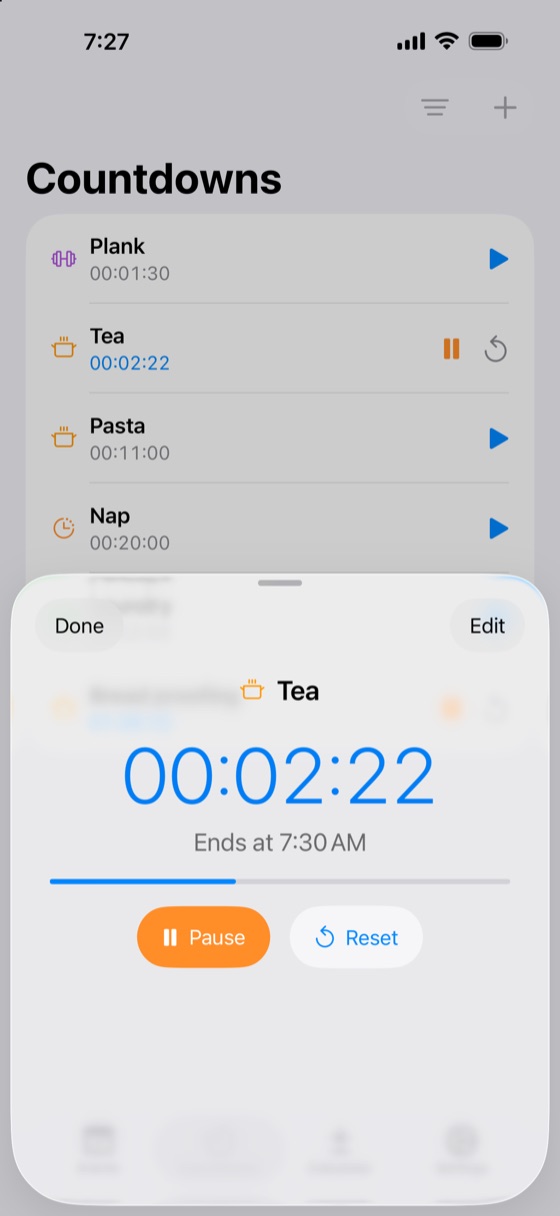 7:27
Countdowns
Plank
00:01:30
Tea
00:02:22
Pasta
00:11:00
Nap
00:20:00
Done
Edit
Tea
00:02:22
Ends at 7:30 AM
Pause
Reset